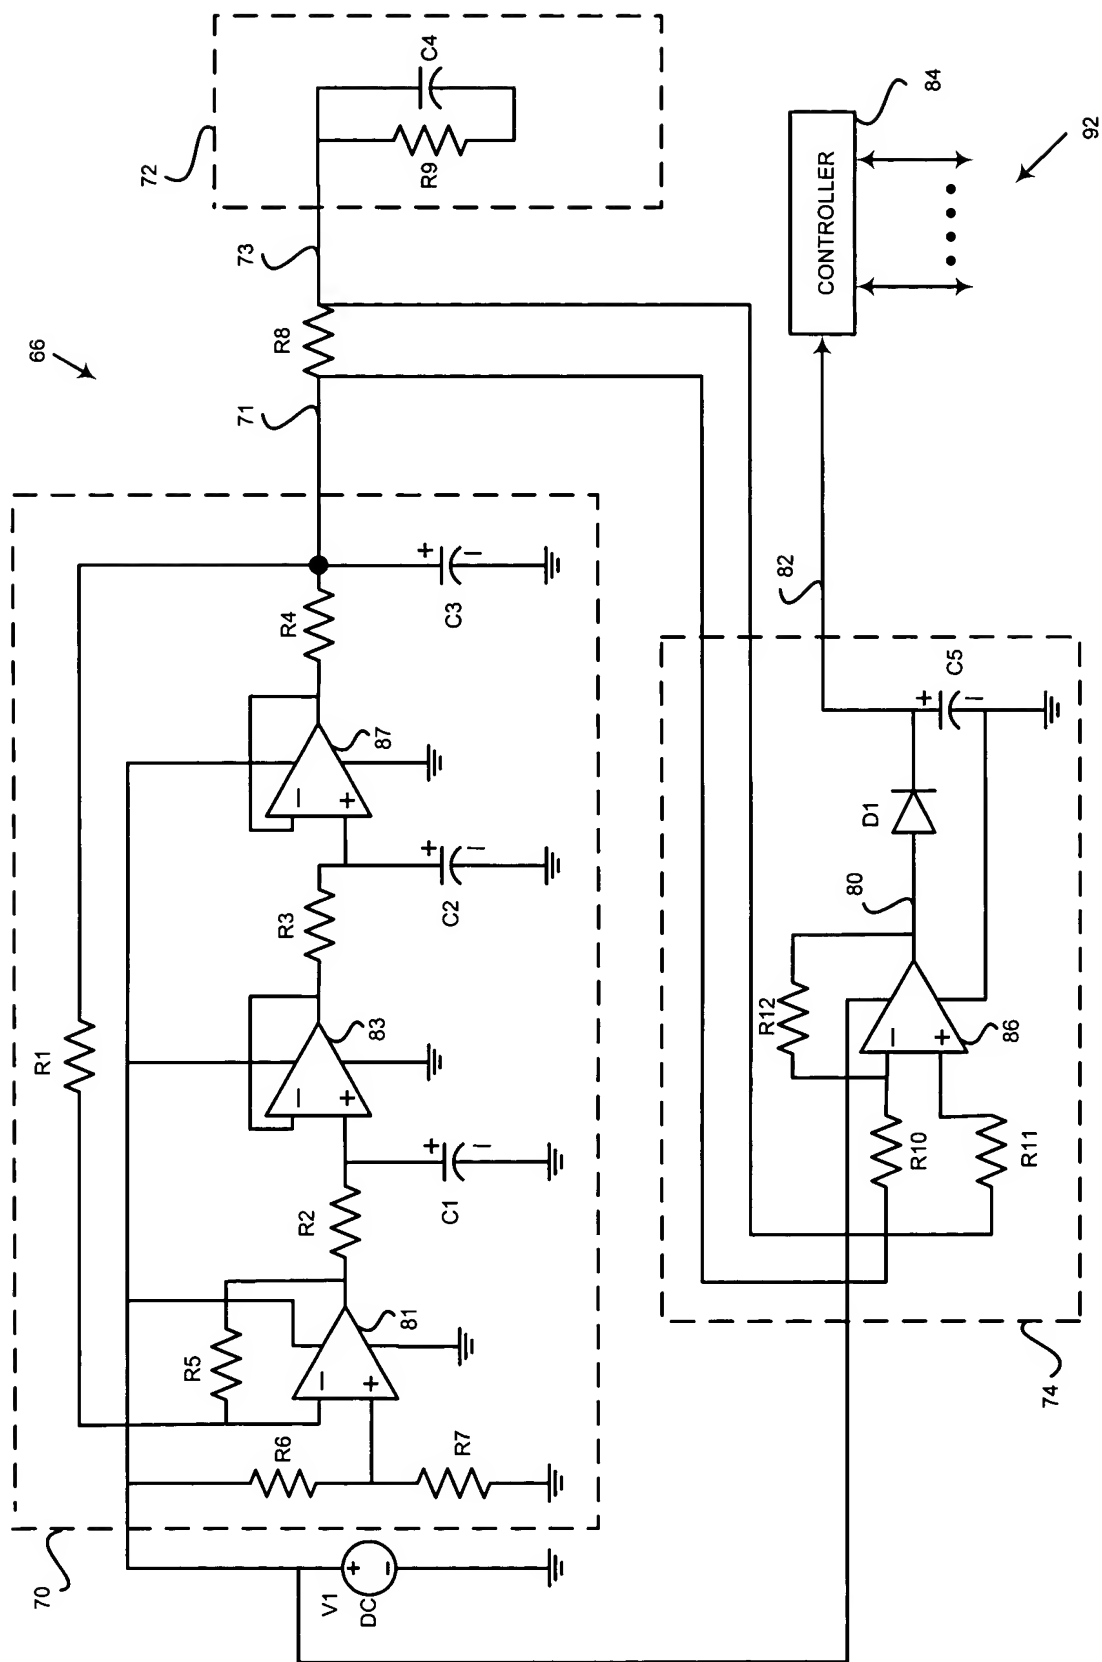 66
70
V1
DC
+
−
R1
R5
R6
R7
−
+
81
R2
+
−
C1
−
+
83
R3
+
−
C2
−
+
87
R4
+
−
C3
71
R8
73
72
R9
C4
74
R10
R11
R12
−
+
86
80
D1
+
−
C5
82
CONTROLLER
84
92